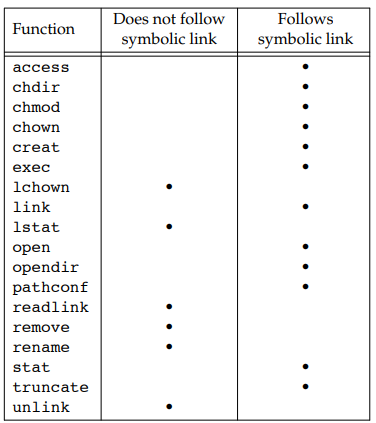 Function Does not follow symbolic link Follows symbolic link
access •
chdir •
chmod •
chown •
creat •
exec •
lchown •
link •
lstat •
open •
opendir •
pathconf •
readlink •
remove •
rename •
stat •
truncate •
unlink •